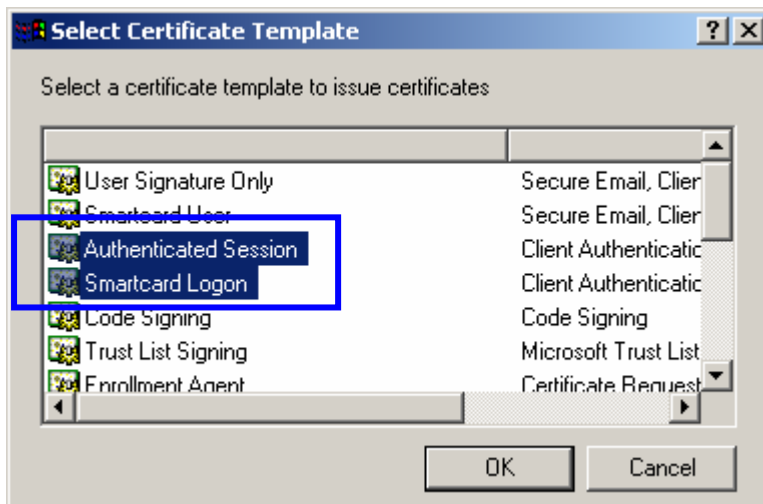 Select Certificate Template
Select a certificate template to issue certificates
User Signature Only Secure Email, Clier
Smartcard User Secure Email, Clier
Authenticated Session Client Authenticatic
Smartcard Logon Client Authenticatic
Code Signing Code Signing
Trust List Signing Microsoft Trust List
Enrollment Agent Certificate Request
OK Cancel